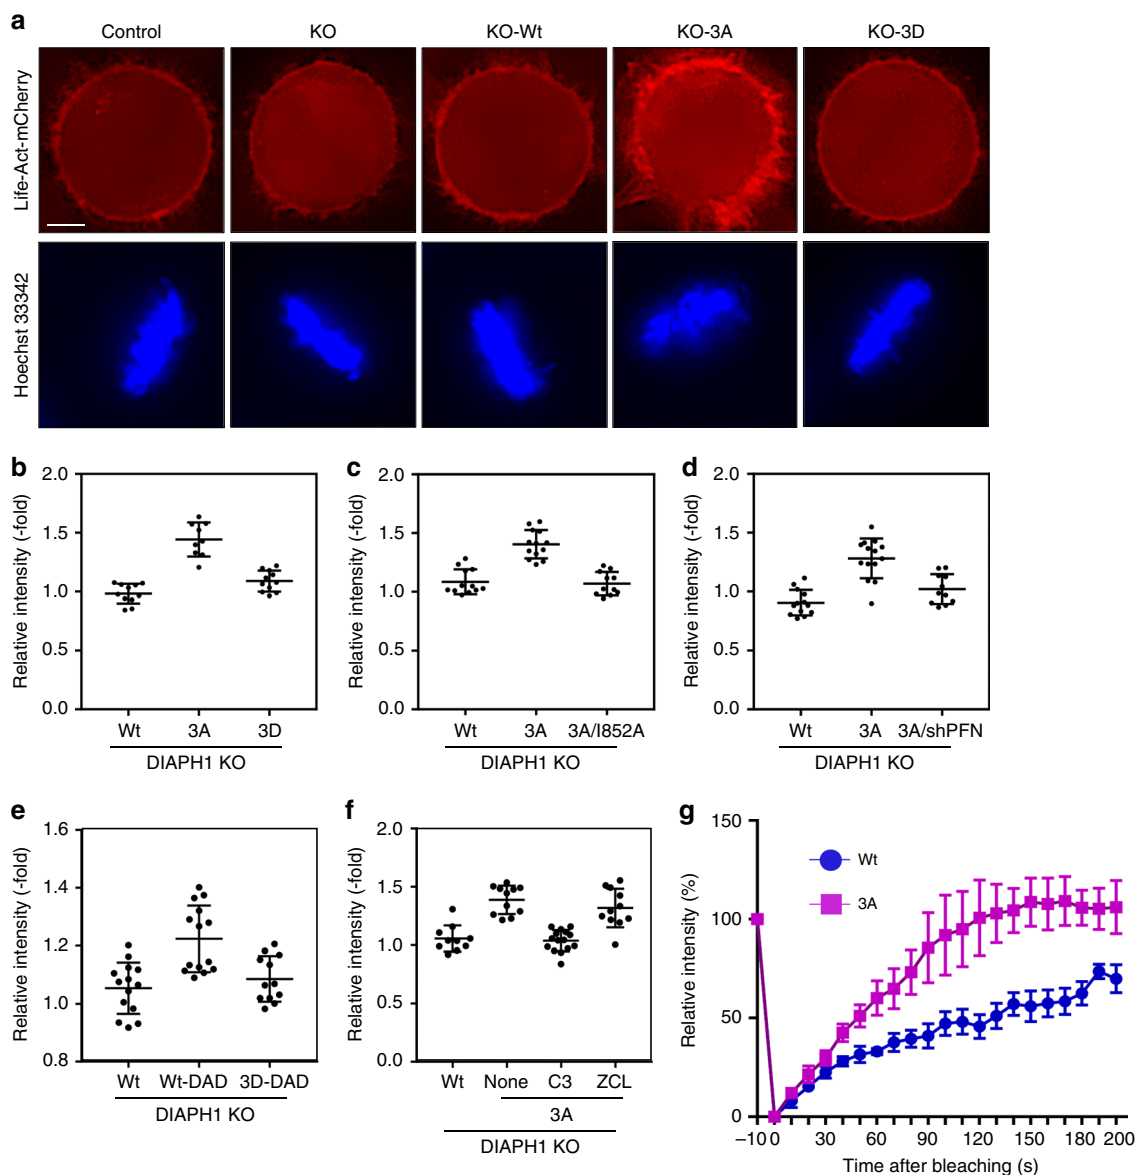 a
Control KO KO-Wt KO-3A KO-3D
Life-Act-mCherry
Hoechst 33342
b
Relative intensity (-fold)
2.0
1.5
1.0
0.5
0.0
Wt 3A 3D
DIAPH1 KO
c
Relative intensity (-fold)
2.0
1.5
1.0
0.5
0.0
Wt 3A 3A/I852A
DIAPH1 KO
d
Relative intensity (-fold)
2.0
1.5
1.0
0.5
0.0
Wt 3A 3A/shPFN
DIAPH1 KO
e
Relative intensity (-fold)
1.6
1.4
1.2
1.0
0.8
Wt Wt-DAD 3D-DAD
DIAPH1 KO
f
Relative intensity (-fold)
2.0
1.5
1.0
0.5
0.0
Wt None C3 ZCL
3A
DIAPH1 KO
g
Relative intensity (%)
150
100
50
0
Wt
3A
−10 0 30 60 90 120 150 180 200
Time after bleaching (s)